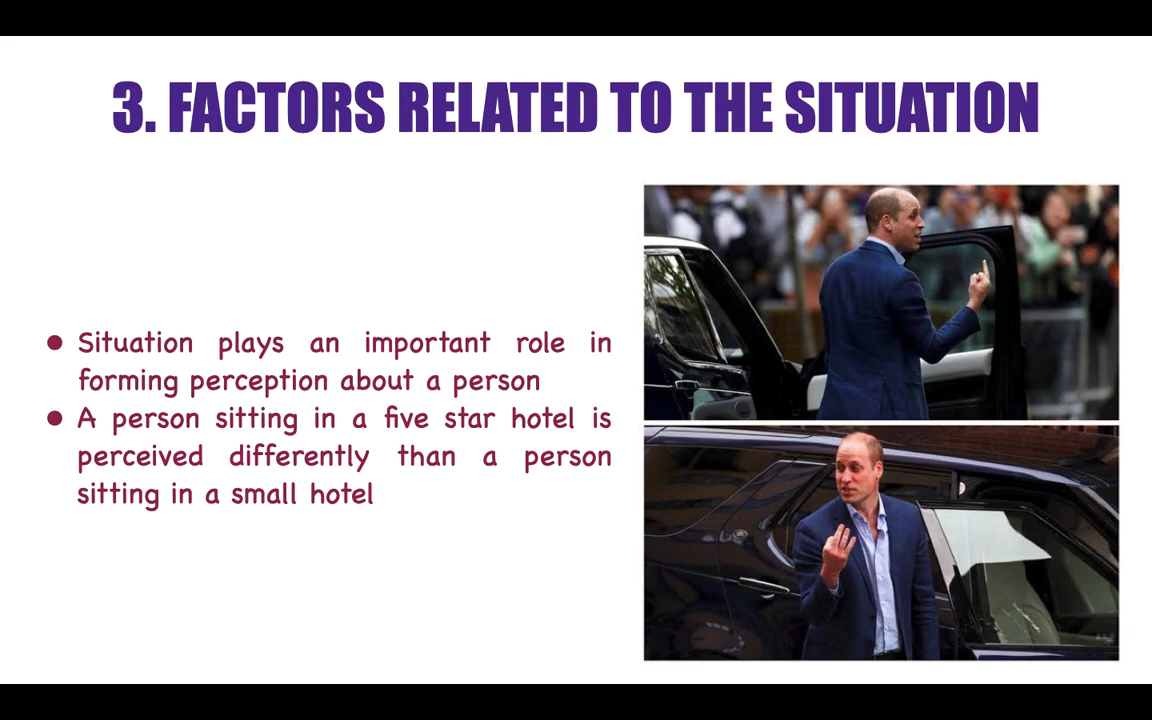 3. FACTORS RELATED TO THE SITUATION
● Situation plays an important role in
forming perception about a person
● A person sitting in a five star hotel is
perceived differently than a person
sitting in a small hotel